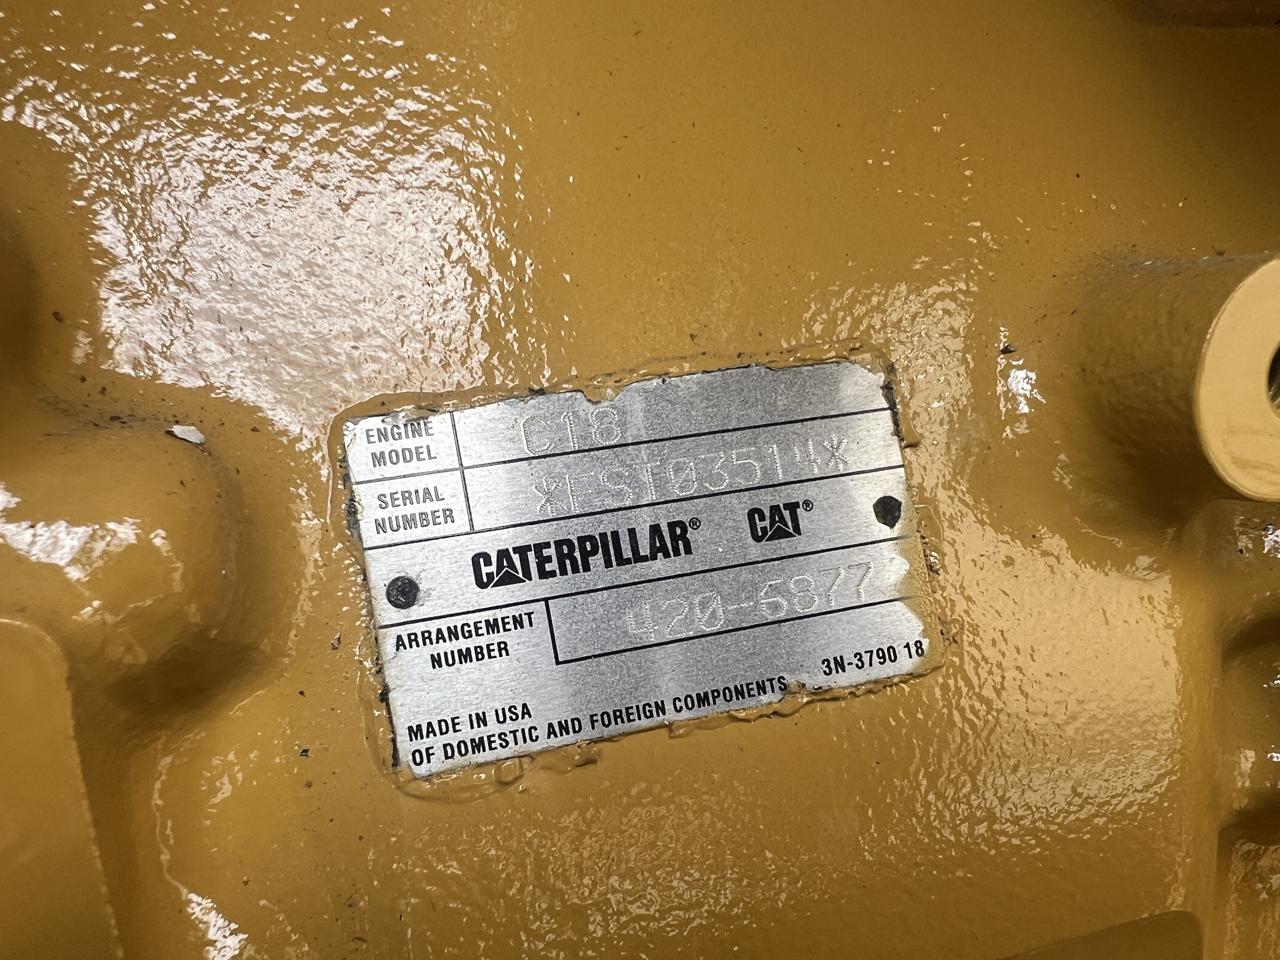 ENGINE MODEL C18
SERIAL NUMBER *FST03514*
CATERPILLAR® CAT®
ARRANGEMENT NUMBER 420-6877
3N-3790 18
MADE IN USA
OF DOMESTIC AND FOREIGN COMPONENTS